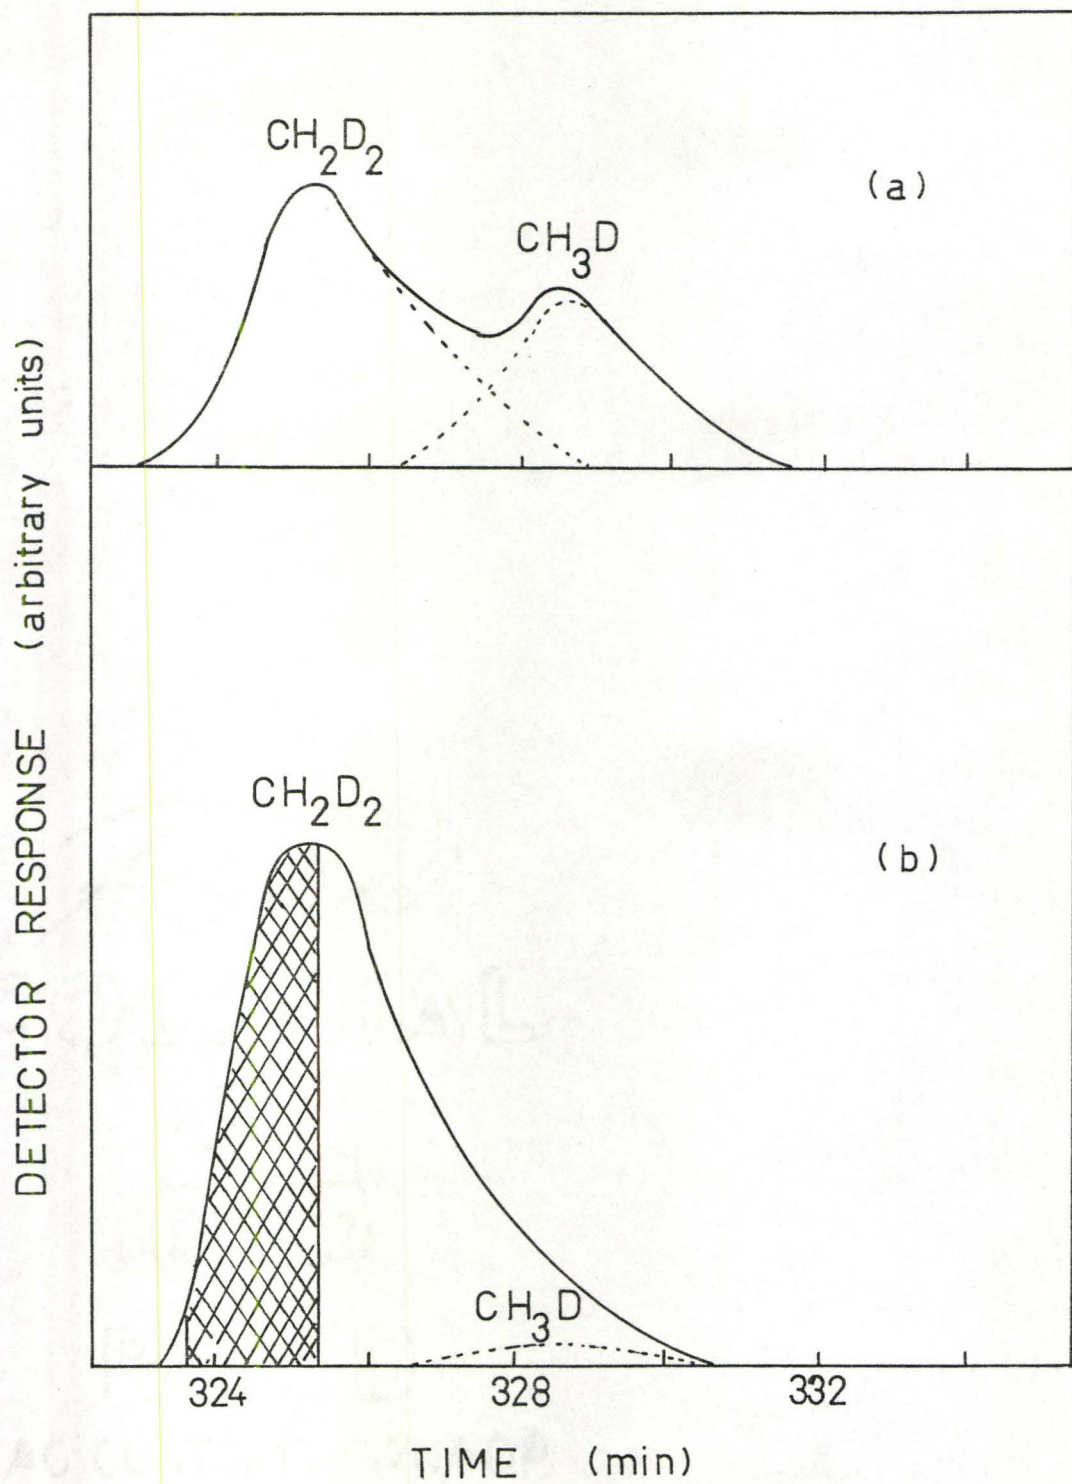 CH₂D₂
(a)
CH₃D
DETECTOR RESPONSE (arbitrary units)
CH₂D₂
(b)
CH₃D
324 328 332
TIME (min)